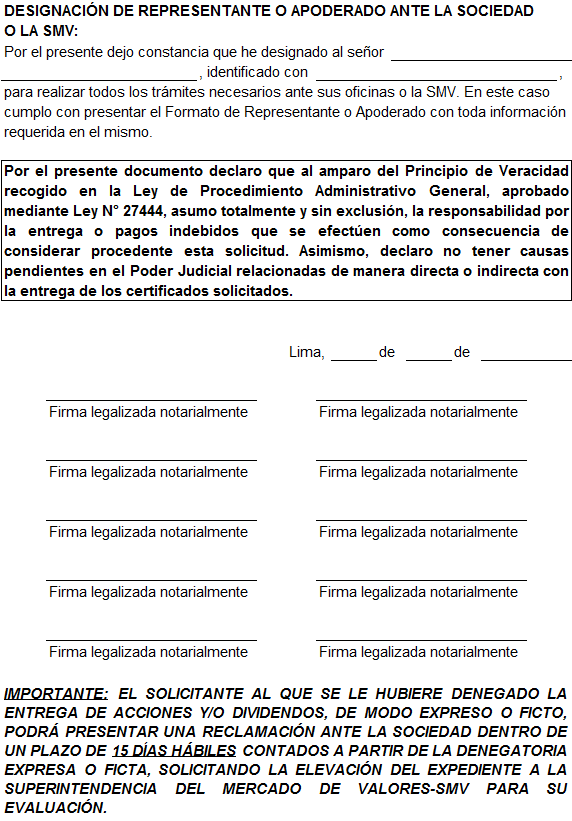 DESIGNACIÓN DE REPRESENTANTE O APODERADO ANTE LA SOCIEDAD
O LA SMV:
Por el presente dejo constancia que he designado al señor
, identificado con ,
para realizar todos los trámites necesarios ante sus oficinas o la SMV. En este caso
cumplo con presentar el Formato de Representante o Apoderado con toda información
requerida en el mismo.
Por el presente documento declaro que al amparo del Principio de Veracidad
recogido en la Ley de Procedimiento Administrativo General, aprobado
mediante Ley N° 27444, asumo totalmente y sin exclusión, la responsabilidad por
la entrega o pagos indebidos que se efectúen como consecuencia de
considerar procedente esta solicitud. Asimismo, declaro no tener causas
pendientes en el Poder Judicial relacionadas de manera directa o indirecta con
la entrega de los certificados solicitados.
Lima, de de
Firma legalizada notarialmente Firma legalizada notarialmente
Firma legalizada notarialmente Firma legalizada notarialmente
Firma legalizada notarialmente Firma legalizada notarialmente
Firma legalizada notarialmente Firma legalizada notarialmente
Firma legalizada notarialmente Firma legalizada notarialmente
IMPORTANTE: EL SOLICITANTE AL QUE SE LE HUBIERE DENEGADO LA
ENTREGA DE ACCIONES Y/O DIVIDENDOS, DE MODO EXPRESO O FICTO,
PODRÁ PRESENTAR UNA RECLAMACIÓN ANTE LA SOCIEDAD DENTRO DE
UN PLAZO DE 15 DÍAS HÁBILES CONTADOS A PARTIR DE LA DENEGATORIA
EXPRESA O FICTA, SOLICITANDO LA ELEVACIÓN DEL EXPEDIENTE A LA
SUPERINTENDENCIA DEL MERCADO DE VALORES-SMV PARA SU
EVALUACIÓN.